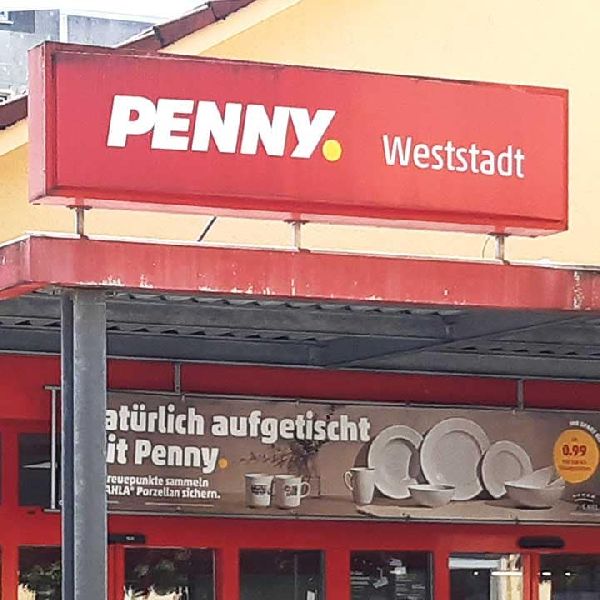 PENNY.
Weststadt
atürlich aufgetischt
it Penny.
reuepunkte sammeln
AHLA* Porzellan sichern.
0.99